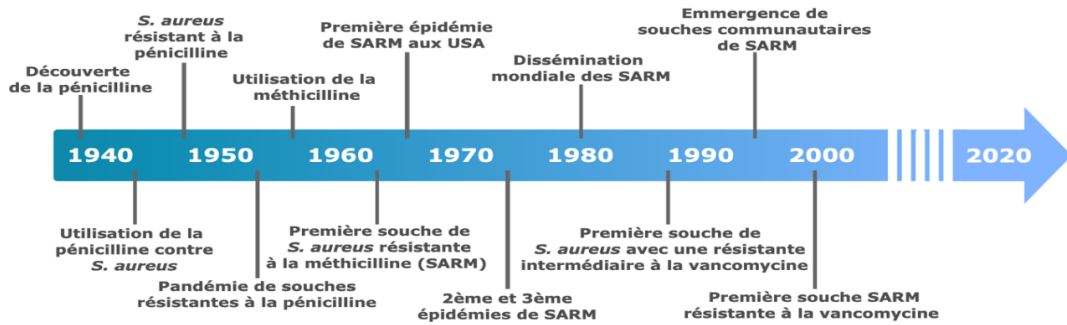 Découverte
de la pénicilline
S. aureus
résistant à la
pénicilline
Utilisation de la
méthicilline
Première épidémie
de SARM aux USA
Dissémination
mondiale des SARM
Emmergence de
souches communautaires
de SARM
1940 1950 1960 1970 1980 1990 2000 2020
Utilisation de la
pénicilline contre
S. aureus
Pandémie de souches
résistantes à la pénicilline
Première souche de
S. aureus résistante
à la méthicilline (SARM)
2ème et 3ème
épidémies de SARM
Première souche de
S. aureus avec une résistante
intermédiaire à la vancomycine
Première souche SARM
résistante à la vancomycine